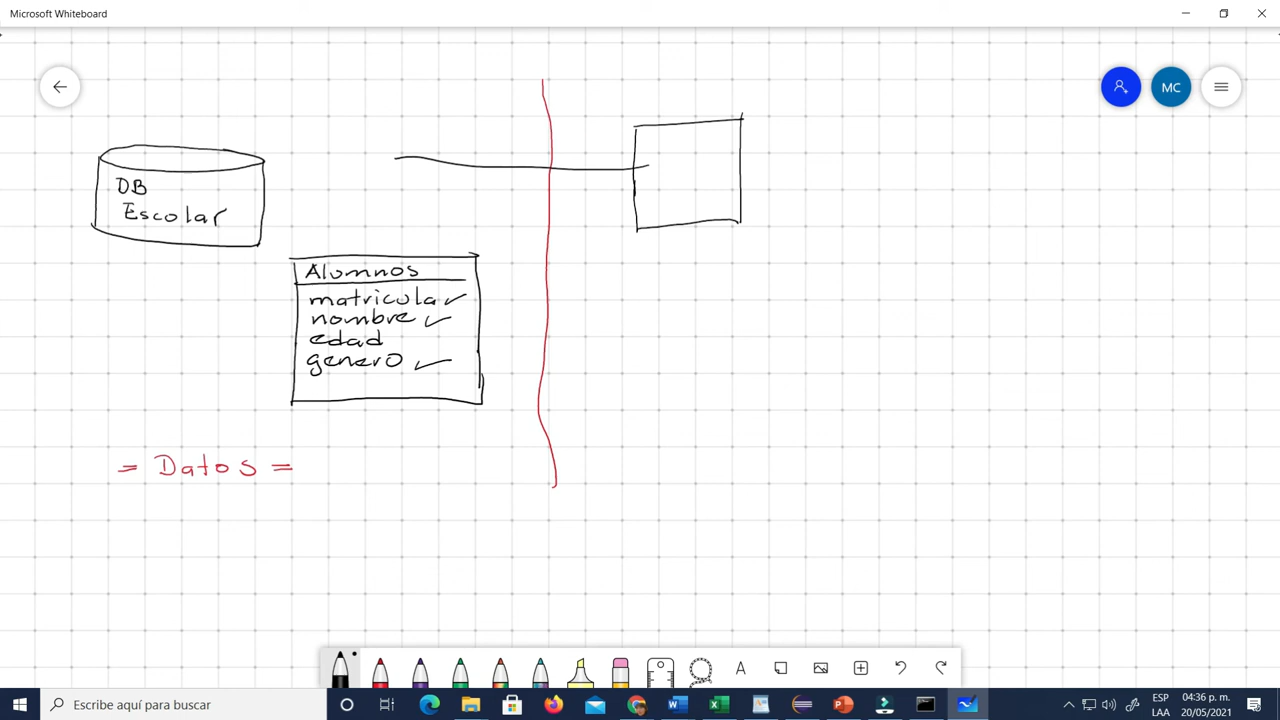 Microsoft Whiteboard
MC
DB
Escolar
Alumnos
matricula
nombre
edad
genero
= Datos =
A
Escribe aquí para buscar
ESP
LAA
04:36 p. m.
20/05/2021